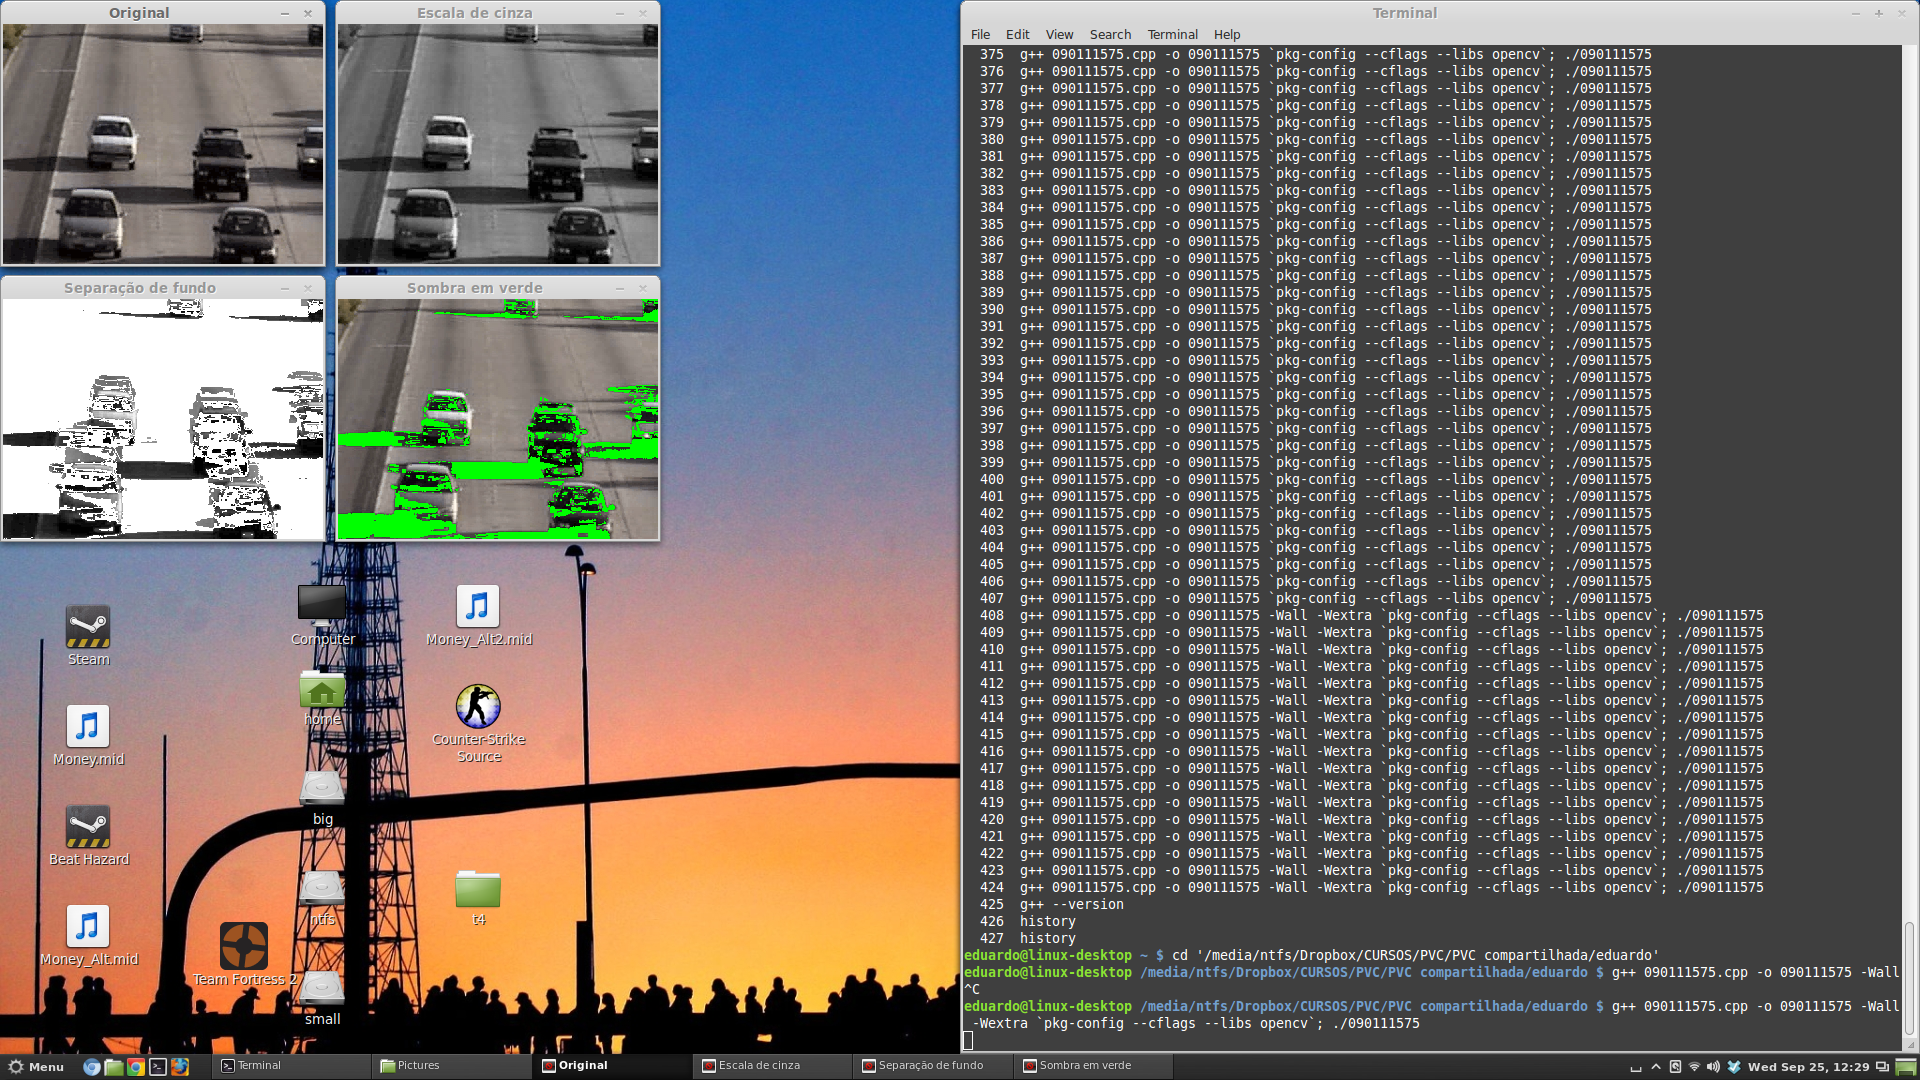 Original
Escala de cinza
Separação de fundo
Sombra em verde
Computer
Money_Alt2.mid
Steam
home
Money.mid
Counter-Strike
Source
big
Beat Hazard
ntfs
t4
Money_Alt.mid
Team Fortress 2
small
Terminal
File Edit View Search Terminal Help
375 g++ 090111575.cpp -o 090111575 `pkg-config --cflags --libs opencv`; ./090111575
376 g++ 090111575.cpp -o 090111575 `pkg-config --cflags --libs opencv`; ./090111575
377 g++ 090111575.cpp -o 090111575 `pkg-config --cflags --libs opencv`; ./090111575
378 g++ 090111575.cpp -o 090111575 `pkg-config --cflags --libs opencv`; ./090111575
379 g++ 090111575.cpp -o 090111575 `pkg-config --cflags --libs opencv`; ./090111575
380 g++ 090111575.cpp -o 090111575 `pkg-config --cflags --libs opencv`; ./090111575
381 g++ 090111575.cpp -o 090111575 `pkg-config --cflags --libs opencv`; ./090111575
382 g++ 090111575.cpp -o 090111575 `pkg-config --cflags --libs opencv`; ./090111575
383 g++ 090111575.cpp -o 090111575 `pkg-config --cflags --libs opencv`; ./090111575
384 g++ 090111575.cpp -o 090111575 `pkg-config --cflags --libs opencv`; ./090111575
385 g++ 090111575.cpp -o 090111575 `pkg-config --cflags --libs opencv`; ./090111575
386 g++ 090111575.cpp -o 090111575 `pkg-config --cflags --libs opencv`; ./090111575
387 g++ 090111575.cpp -o 090111575 `pkg-config --cflags --libs opencv`; ./090111575
388 g++ 090111575.cpp -o 090111575 `pkg-config --cflags --libs opencv`; ./090111575
389 g++ 090111575.cpp -o 090111575 `pkg-config --cflags --libs opencv`; ./090111575
390 g++ 090111575.cpp -o 090111575 `pkg-config --cflags --libs opencv`; ./090111575
391 g++ 090111575.cpp -o 090111575 `pkg-config --cflags --libs opencv`; ./090111575
392 g++ 090111575.cpp -o 090111575 `pkg-config --cflags --libs opencv`; ./090111575
393 g++ 090111575.cpp -o 090111575 `pkg-config --cflags --libs opencv`; ./090111575
394 g++ 090111575.cpp -o 090111575 `pkg-config --cflags --libs opencv`; ./090111575
395 g++ 090111575.cpp -o 090111575 `pkg-config --cflags --libs opencv`; ./090111575
396 g++ 090111575.cpp -o 090111575 `pkg-config --cflags --libs opencv`; ./090111575
397 g++ 090111575.cpp -o 090111575 `pkg-config --cflags --libs opencv`; ./090111575
398 g++ 090111575.cpp -o 090111575 `pkg-config --cflags --libs opencv`; ./090111575
399 g++ 090111575.cpp -o 090111575 `pkg-config --cflags --libs opencv`; ./090111575
400 g++ 090111575.cpp -o 090111575 `pkg-config --cflags --libs opencv`; ./090111575
401 g++ 090111575.cpp -o 090111575 `pkg-config --cflags --libs opencv`; ./090111575
402 g++ 090111575.cpp -o 090111575 `pkg-config --cflags --libs opencv`; ./090111575
403 g++ 090111575.cpp -o 090111575 `pkg-config --cflags --libs opencv`; ./090111575
404 g++ 090111575.cpp -o 090111575 `pkg-config --cflags --libs opencv`; ./090111575
405 g++ 090111575.cpp -o 090111575 `pkg-config --cflags --libs opencv`; ./090111575
406 g++ 090111575.cpp -o 090111575 `pkg-config --cflags --libs opencv`; ./090111575
407 g++ 090111575.cpp -o 090111575 `pkg-config --cflags --libs opencv`; ./090111575
408 g++ 090111575.cpp -o 090111575 -Wall -Wextra `pkg-config --cflags --libs opencv`; ./090111575
409 g++ 090111575.cpp -o 090111575 -Wall -Wextra `pkg-config --cflags --libs opencv`; ./090111575
410 g++ 090111575.cpp -o 090111575 -Wall -Wextra `pkg-config --cflags --libs opencv`; ./090111575
411 g++ 090111575.cpp -o 090111575 -Wall -Wextra `pkg-config --cflags --libs opencv`; ./090111575
412 g++ 090111575.cpp -o 090111575 -Wall -Wextra `pkg-config --cflags --libs opencv`; ./090111575
413 g++ 090111575.cpp -o 090111575 -Wall -Wextra `pkg-config --cflags --libs opencv`; ./090111575
414 g++ 090111575.cpp -o 090111575 -Wall -Wextra `pkg-config --cflags --libs opencv`; ./090111575
415 g++ 090111575.cpp -o 090111575 -Wall -Wextra `pkg-config --cflags --libs opencv`; ./090111575
416 g++ 090111575.cpp -o 090111575 -Wall -Wextra `pkg-config --cflags --libs opencv`; ./090111575
417 g++ 090111575.cpp -o 090111575 -Wall -Wextra `pkg-config --cflags --libs opencv`; ./090111575
418 g++ 090111575.cpp -o 090111575 -Wall -Wextra `pkg-config --cflags --libs opencv`; ./090111575
419 g++ 090111575.cpp -o 090111575 -Wall -Wextra `pkg-config --cflags --libs opencv`; ./090111575
420 g++ 090111575.cpp -o 090111575 -Wall -Wextra `pkg-config --cflags --libs opencv`; ./090111575
421 g++ 090111575.cpp -o 090111575 -Wall -Wextra `pkg-config --cflags --libs opencv`; ./090111575
422 g++ 090111575.cpp -o 090111575 -Wall -Wextra `pkg-config --cflags --libs opencv`; ./090111575
423 g++ 090111575.cpp -o 090111575 -Wall -Wextra `pkg-config --cflags --libs opencv`; ./090111575
424 g++ 090111575.cpp -o 090111575 -Wall -Wextra `pkg-config --cflags --libs opencv`; ./090111575
425 g++ --version
426 history
427 history
eduardo@linux-desktop ~ $ cd '/media/ntfs/Dropbox/CURSOS/PVC/PVC compartilhada/eduardo'
eduardo@linux-desktop /media/ntfs/Dropbox/CURSOS/PVC/PVC compartilhada/eduardo $ g++ 090111575.cpp -o 090111575 -Wall
^C
eduardo@linux-desktop /media/ntfs/Dropbox/CURSOS/PVC/PVC compartilhada/eduardo $ g++ 090111575.cpp -o 090111575 -Wall
-Wextra `pkg-config --cflags --libs opencv`; ./090111575
Menu Terminal Pictures Original Escala de cinza Separação de fundo Sombra em verde Wed Sep 25, 12:29